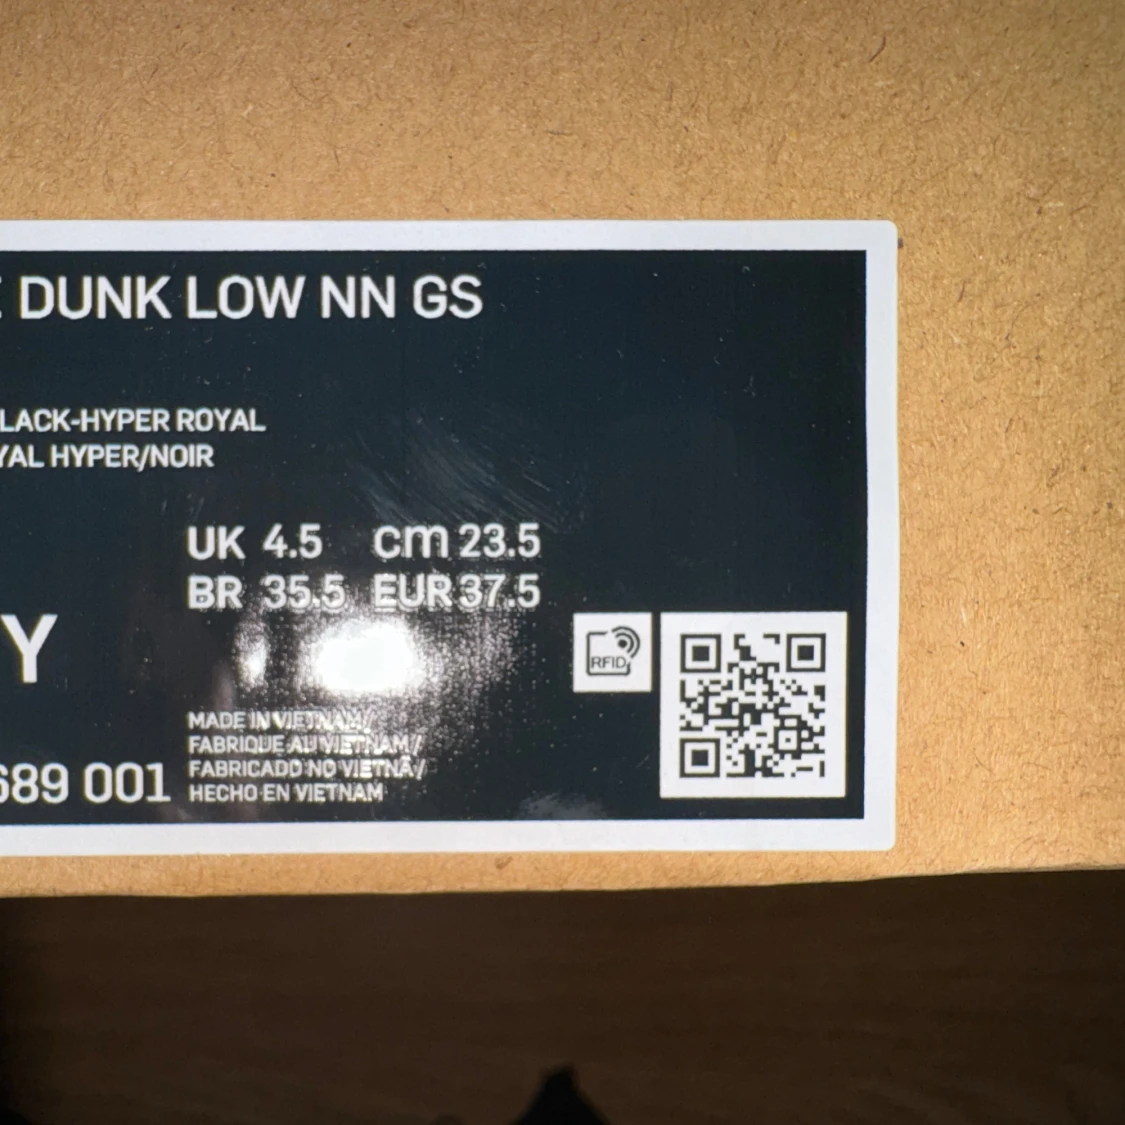 DUNK LOW NN GS
LACK-HYPER ROYAL
YAL HYPER/NOIR
UK 4.5 cm 23.5
BR 35.5 EUR 37.5
Y
RFID
MADE IN VIETNAM/
FABRIQUE AU VIETNAM/
FABRICADO NO VIETNÃ/
HECHO EN VIETNAM
689 001